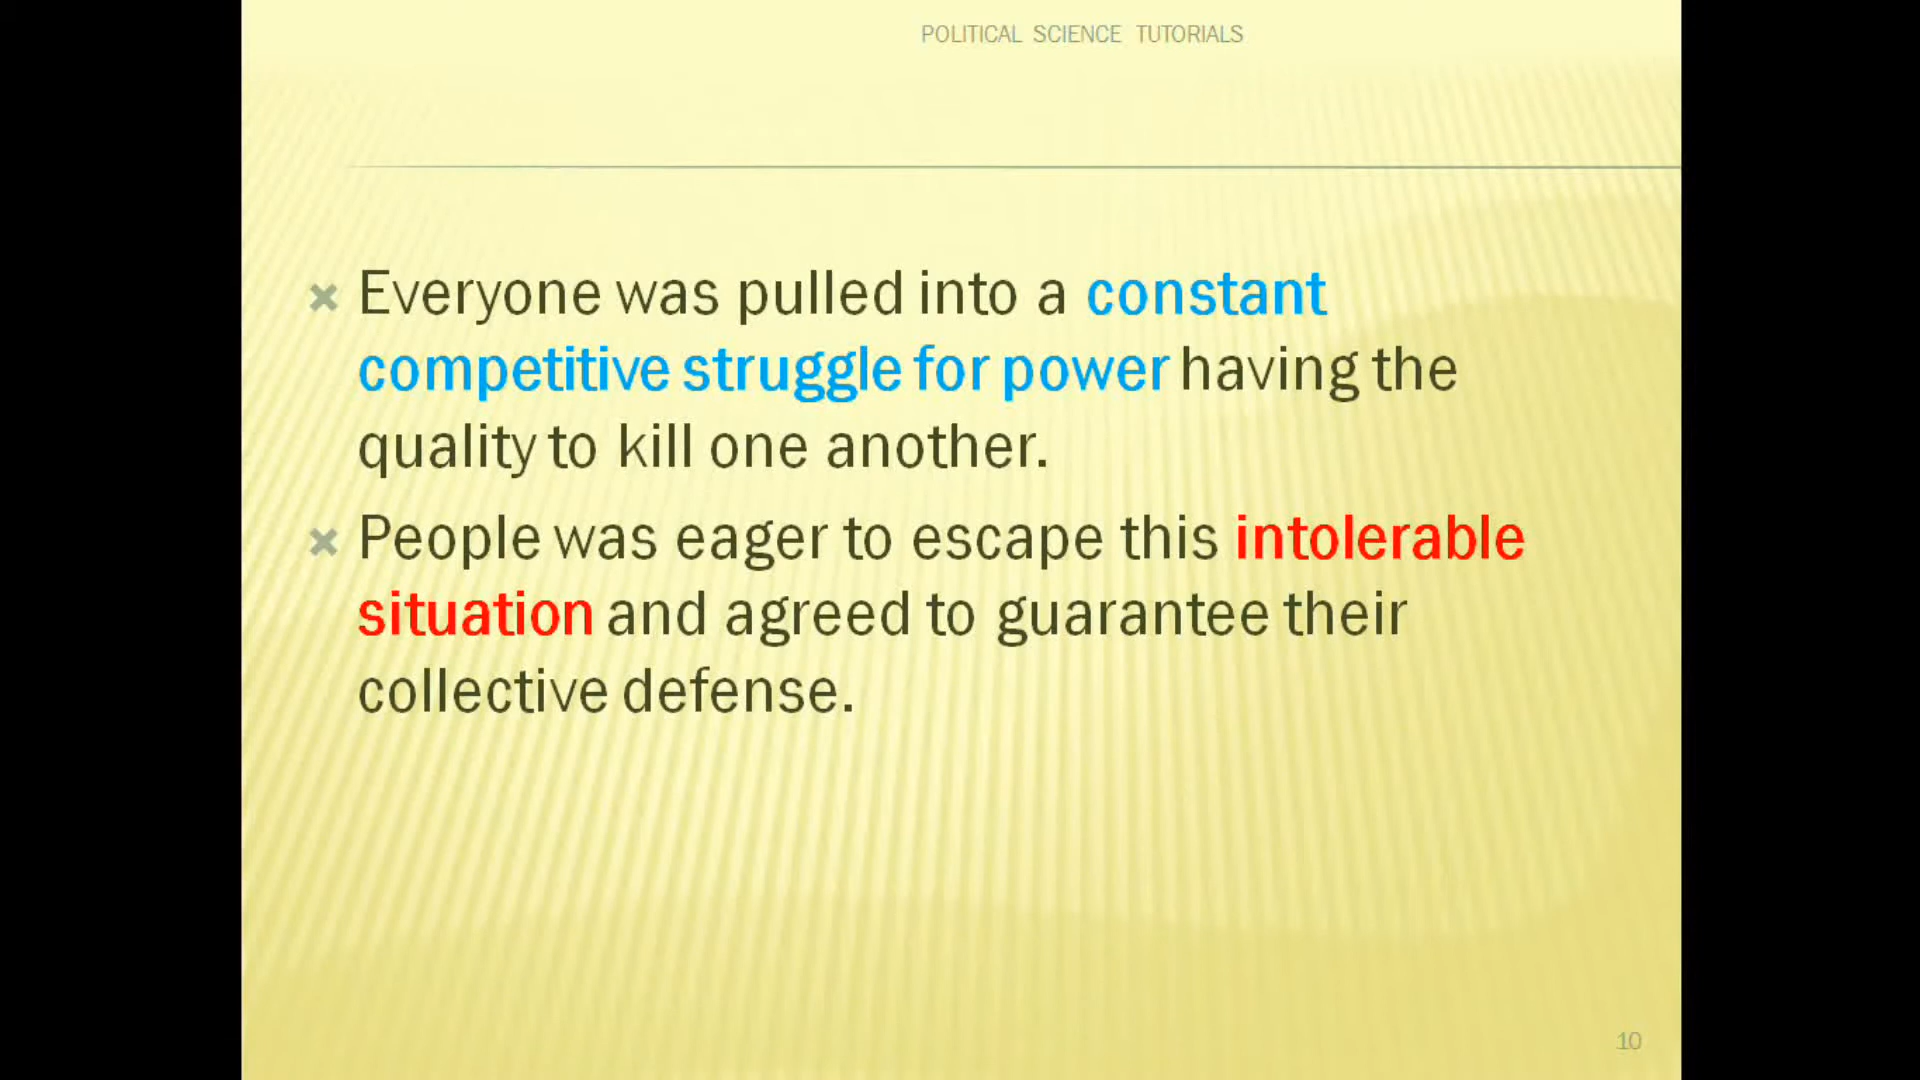 POLITICAL SCIENCE TUTORIALS
Everyone was pulled into a constant
competitive struggle for power having the
quality to kill one another.
People was eager to escape this intolerable
situation and agreed to guarantee their
collective defense.
10